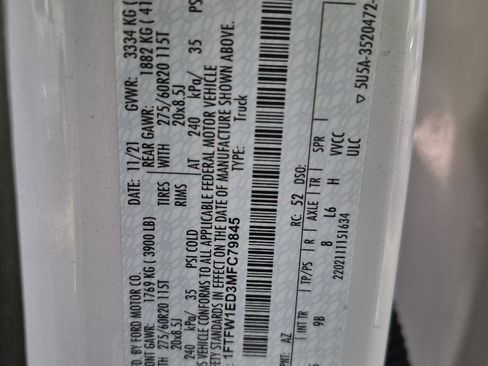 D. BY FORD MOTOR CO.
DATE: 11/21
GVWR: 3334 KG (
ONT GAWR:
1769 KG ( 3900 LB)
REAR GAWR:
1882 KG ( 41
275/60R20 115T
TIRES
WITH
275/60R20 115T
20x8.5J
RIMS
20x8.5J
240 kPa/ 35 PSI COLD
AT 240 kPa/ 35 PS
S VEHICLE CONFORMS TO ALL APPLICABLE FEDERAL MOTOR VEHICLE
IN EFFECT ON THE DATE OF MANUFACTURE SHOWN ABOVE.
1FTFW1ED3MFC79845
TYPE: Truck
PNT: AZ
RC: 52
DSO:
INT TR
TP/PS
R
AXLE
TR
SPR
9B
8
L6
H
VVCC
ULC
2202111151634
▽ 5U5A-3520472-